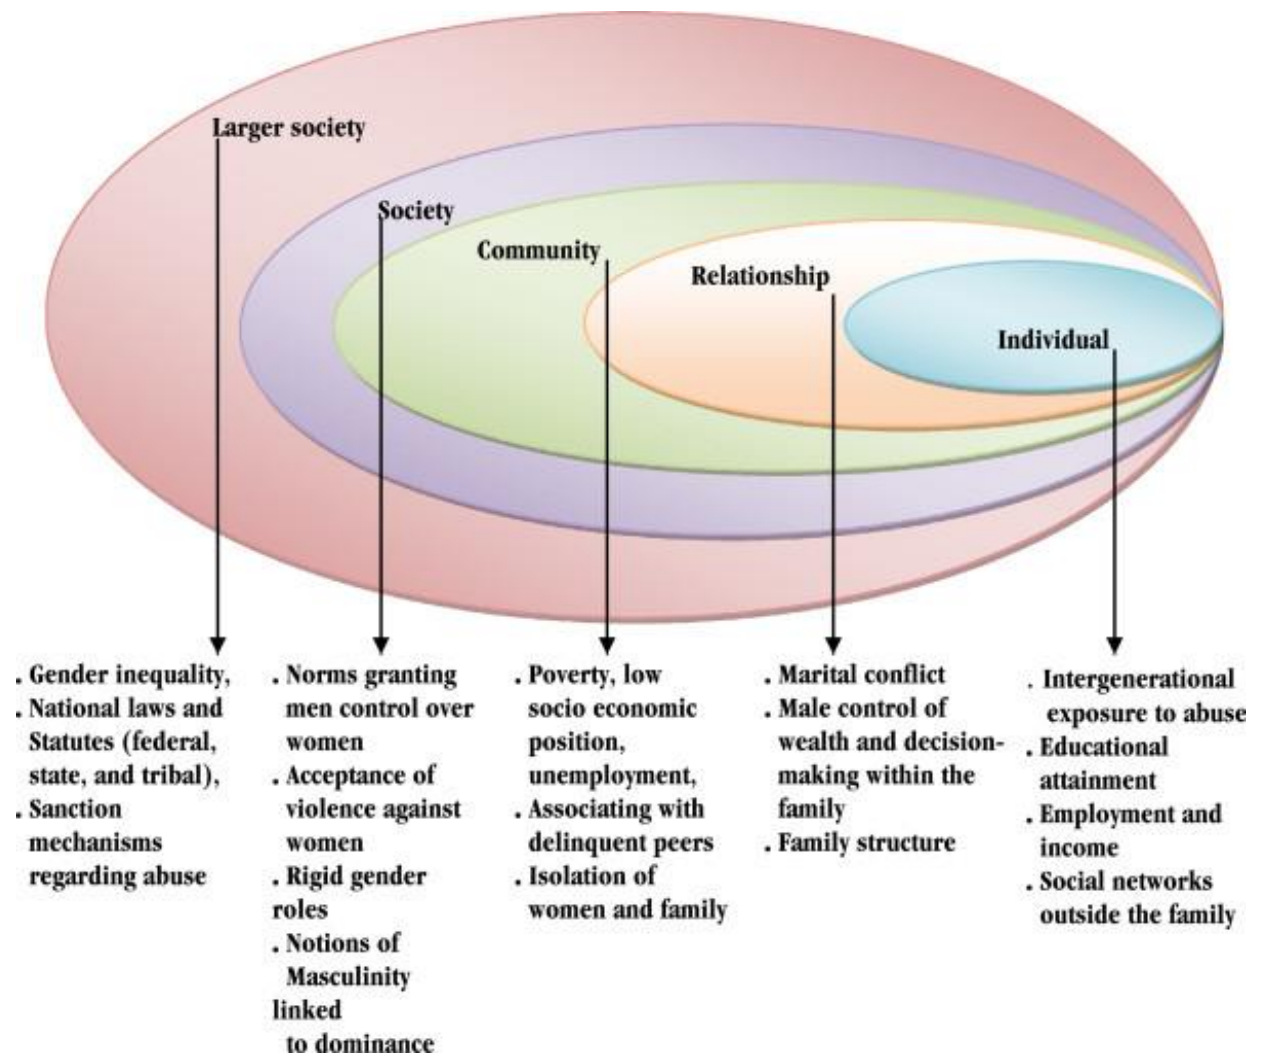 Larger society
Society
Community
Relationship
Individual
. Gender inequality,
. National laws and
Statutes (federal,
state, and tribal),
. Sanction
mechanisms
regarding abuse
. Norms granting
men control over
women
. Acceptance of
violence against
women
. Rigid gender
roles
. Notions of
Masculinity
linked
to dominance
. Poverty, low
socio economic
position,
unemployment,
. Associating with
delinquent peers
. Isolation of
women and family
. Marital conflict
. Male control of
wealth and decision-
making within the
family
. Family structure
. Intergenerational
exposure to abuse
. Educational
attainment
. Employment and
income
. Social networks
outside the family